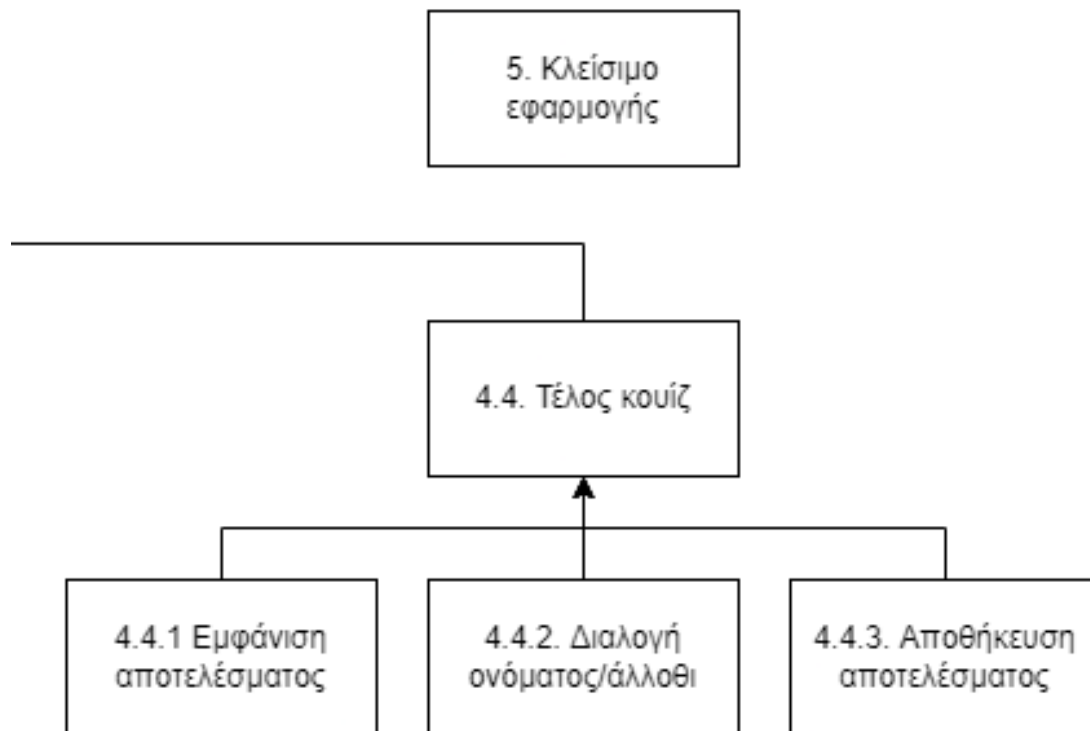 5. Κλείσιμο
εφαρμογής
4.4. Τέλος κουίζ
4.4.1 Εμφάνιση
αποτελέσματος
4.4.2. Διαλογή
ονόματος/άλλοθι
4.4.3. Αποθήκευση
αποτελέσματος